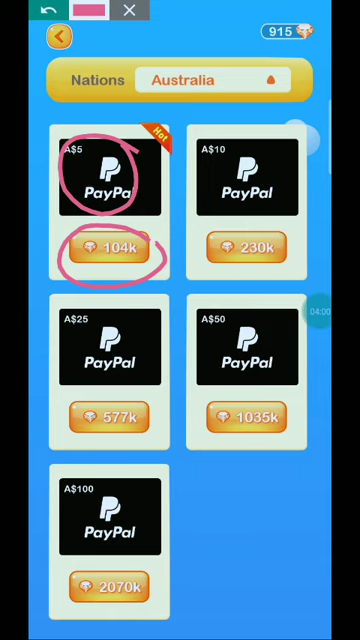 915
Nations Australia
Hot
A$5
PayPal
104k
A$10
PayPal
230k
04:00
A$25
PayPal
577k
A$50
PayPal
1035k
A$100
PayPal
2070k